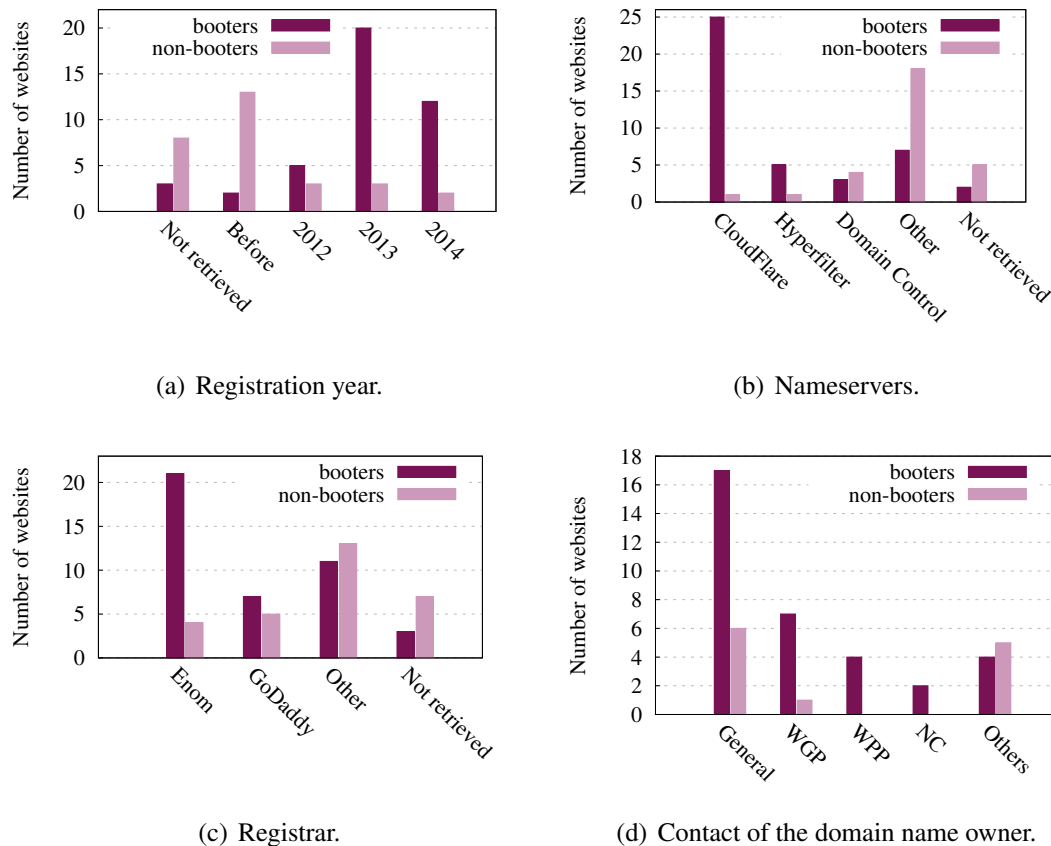 Number of websites
20
15
10
5
0
booters
non-booters
Not retrieved
Before
2012
2013
2014
(a) Registration year.
Number of websites
25
20
15
10
5
0
booters
non-booters
CloudFlare
Hyperfilter
Domain Control
Other
Not retrieved
(b) Nameservers.
Number of websites
20
15
10
5
0
booters
non-booters
Enom
GoDaddy
Other
Not retrieved
(c) Registrar.
Number of websites
18
16
14
12
10
8
6
4
2
0
booters
non-booters
General
WGP
WPP
NC
Others
(d) Contact of the domain name owner.